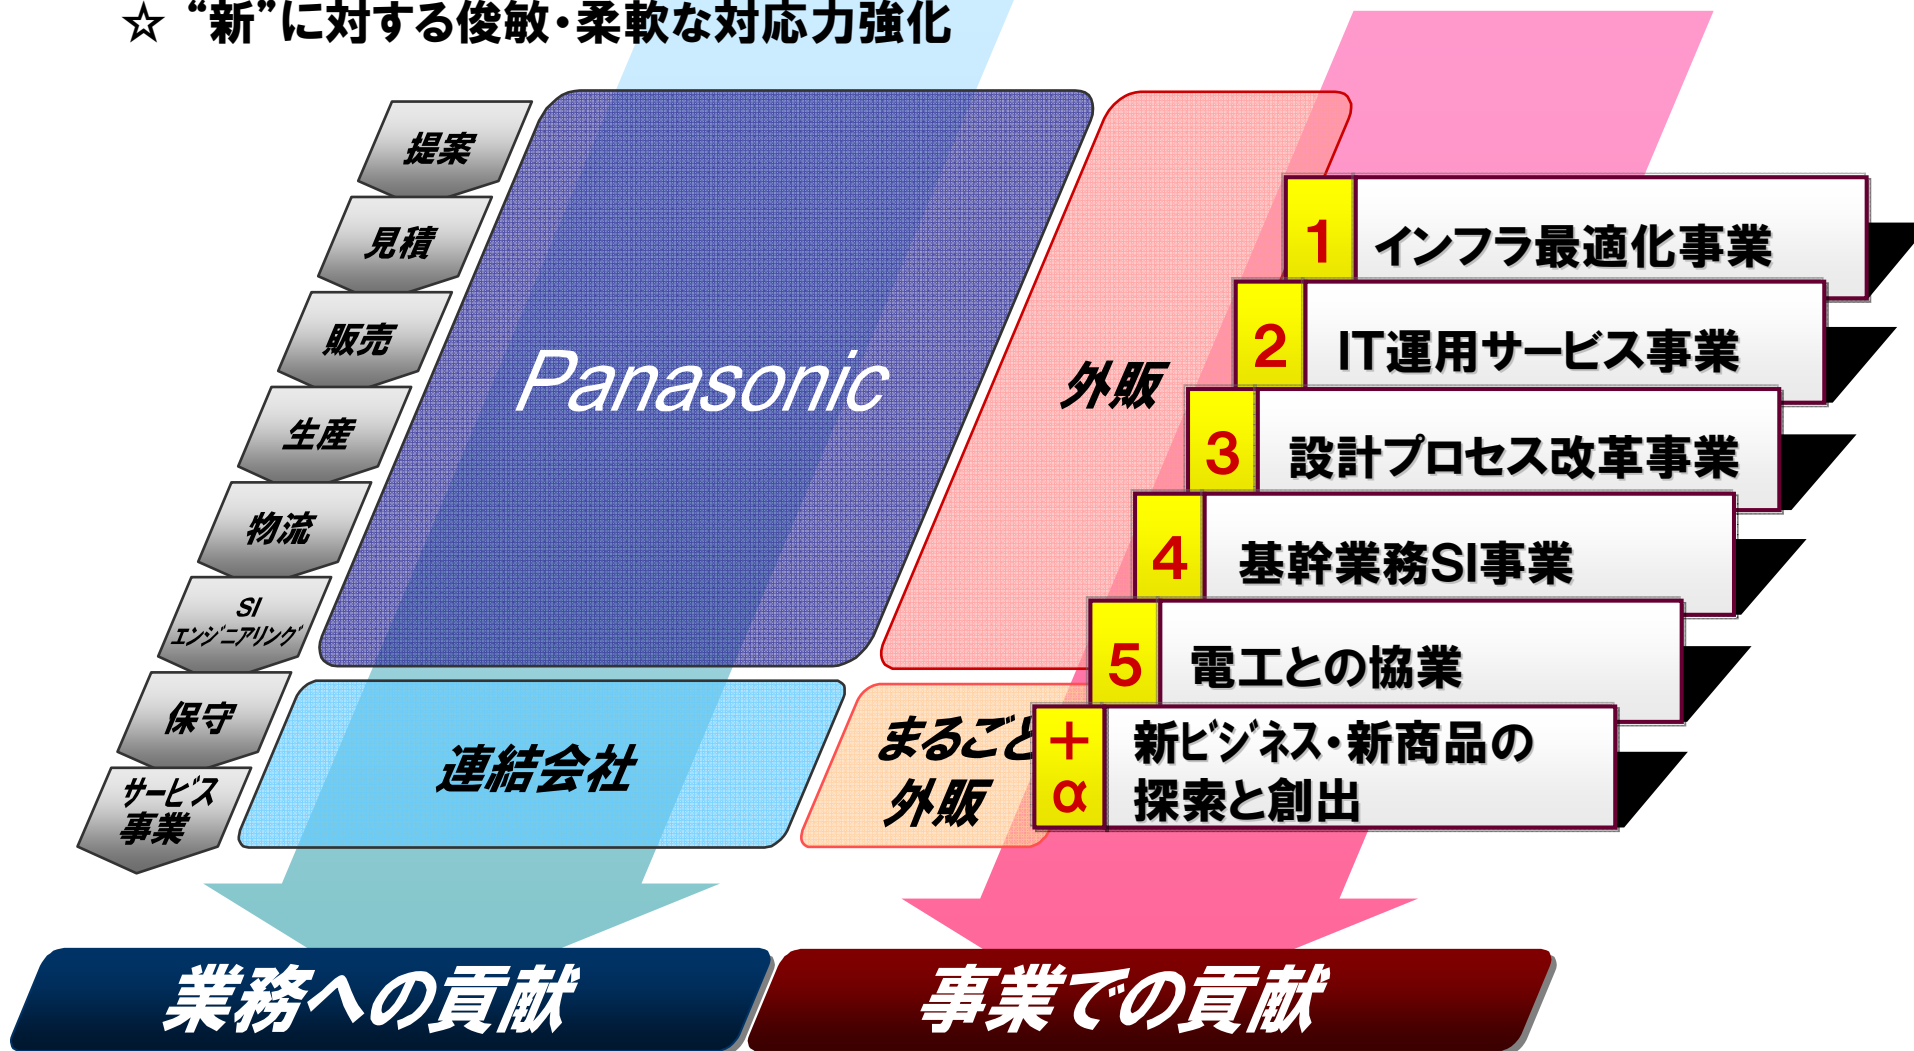 ☆ “新”に対する俊敏・柔軟な対応力強化
提案
見積
販売
生産
物流
SI
エンジニアリング
保守
サービス
事業
Panasonic
外販
連結会社
まるごと
外販
1 インフラ最適化事業
2 IT運用サービス事業
3 設計プロセス改革事業
4 基幹業務SI事業
5 電工との協業
+α 新ビジネス・新商品の
探索と創出
業務への貢献
事業での貢献